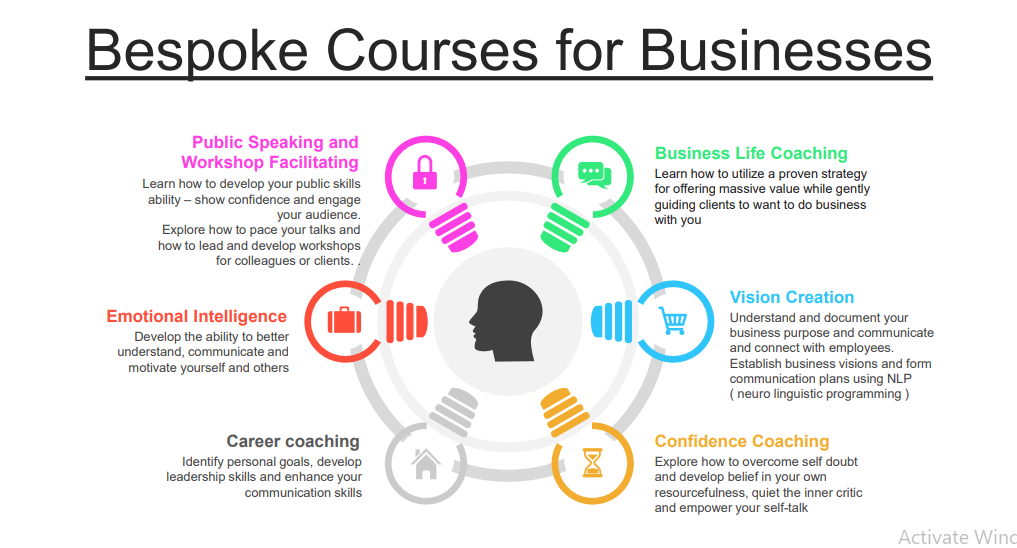 Bespoke Courses for Businesses
Public Speaking and
Workshop Facilitating
Learn how to develop your public skills
ability – show confidence and engage
your audience.
Explore how to pace your talks and
how to lead and develop workshops
for colleagues or clients. .
Business Life Coaching
Learn how to utilize a proven strategy
for offering massive value while gently
guiding clients to want to do business
with you
Emotional Intelligence
Develop the ability to better
understand, communicate and
motivate yourself and others
Vision Creation
Understand and document your
business purpose and communicate
and connect with employees.
Establish business visions and form
communication plans using NLP
( neuro linguistic programming )
Career coaching
Identify personal goals, develop
leadership skills and enhance your
communication skills
Confidence Coaching
Explore how to overcome self doubt
and develop belief in your own
resourcefulness, quiet the inner critic
and empower your self-talk
Activate Winc